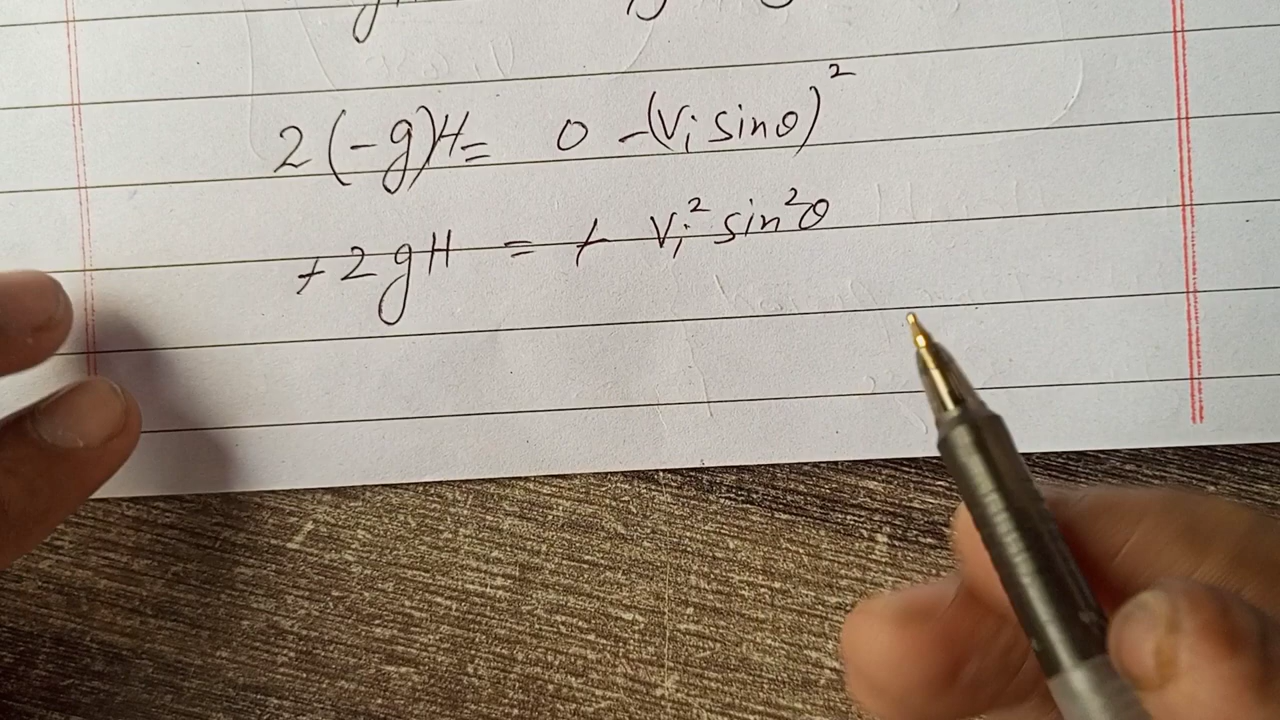 2(-g)H = 0 -(Vi sinθ)²
+2gH = + Vi² sin²θ